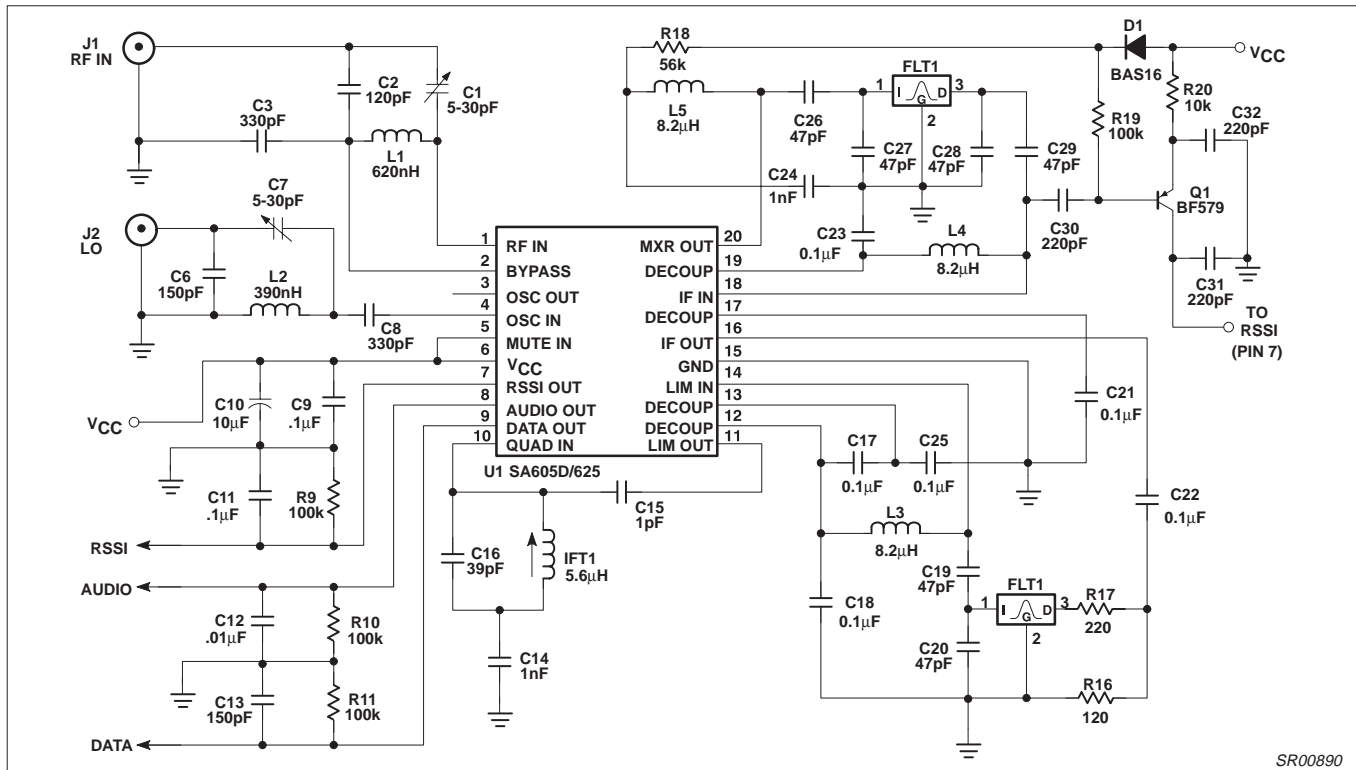 J1
RF IN
C3
330pF
C2
120pF
C1
5-30pF
L1
620nH
C7
5-30pF
J2
LO
C6
150pF
L2
390nH
C8
330pF
VCC
C10
10µF
C9
.1µF
C11
.1µF
R9
100k
RSSI
AUDIO
C12
.01µF
R10
100k
C13
150pF
R11
100k
DATA
1 RF IN
2 BYPASS
3 OSC OUT
4 OSC IN
5 MUTE IN
6 VCC
7 RSSI OUT
8 AUDIO OUT
9 DATA OUT
10 QUAD IN
MXR OUT 20
DECOUP 19
IF IN 18
DECOUP 17
IF OUT 16
GND 15
LIM IN 14
DECOUP 13
DECOUP 12
LIM OUT 11
U1 SA605D/625
C16
39pF
IFT1
5.6µH
C15
1pF
C14
1nF
R18
56k
L5
8.2µH
C26
47pF
FLT1
1 I G D 3
2
C27
47pF
C28
47pF
C29
47pF
C24
1nF
C23
0.1µF
L4
8.2µH
C30
220pF
D1
BAS16
VCC
R20
10k
R19
100k
C32
220pF
Q1
BF579
C31
220pF
TO
RSSI
(PIN 7)
C21
0.1µF
C17
0.1µF
C25
0.1µF
C22
0.1µF
L3
8.2µH
C19
47pF
C18
0.1µF
C20
47pF
FLT1
1 I G D 3
2
R17
220
R16
120
SR00890